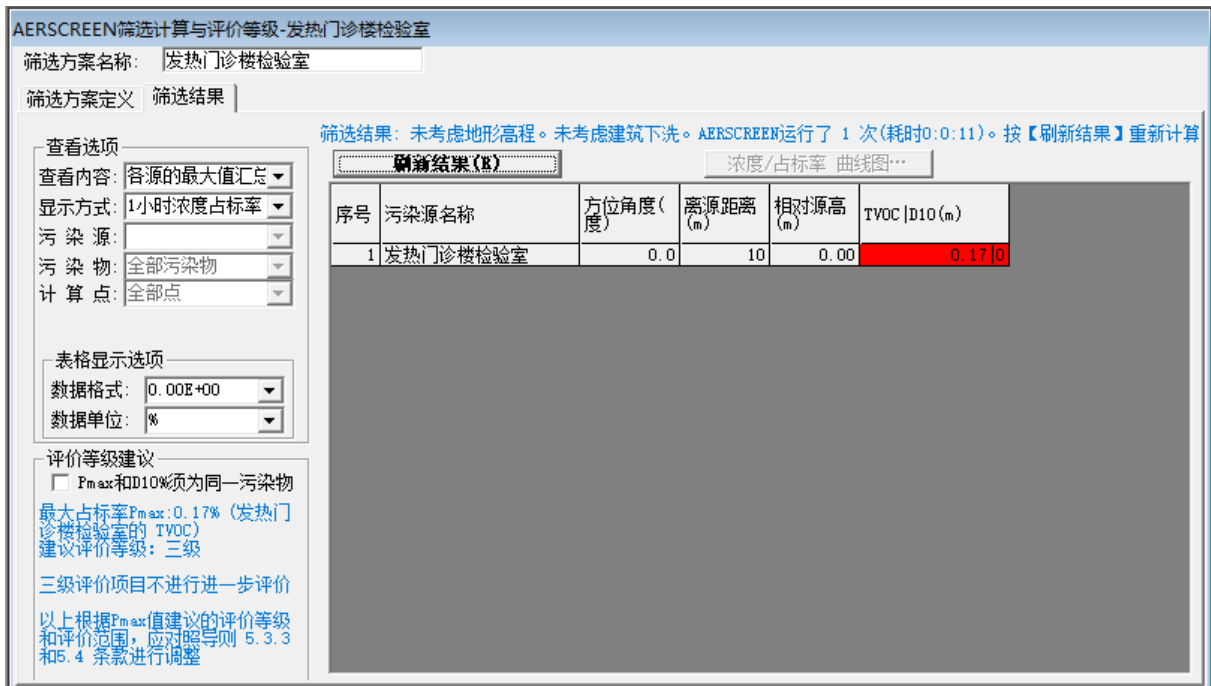 AERSCREEN筛选计算与评价等级-发热门诊楼检验室
筛选方案名称: 发热门诊楼检验室
筛选方案定义 筛选结果
筛选结果: 未考虑地形高程。未考虑建筑下洗。AERSCREEN运行了 1 次(耗时0:0:11)。按【刷新结果】重新计算
刷新结果(R) 浓度/占标率 曲线图…
查看选项
查看内容: 各源的最大值汇总
显示方式: 1小时浓度占标率
污 染 源:
污 染 物: 全部污染物
计 算 点: 全部点
表格显示选项
数据格式: 0.00E+00
数据单位: %
评价等级建议
Pmax和D10%须为同一污染物
最大占标率Pmax:0.17% (发热门
诊楼检验室的 TVOC)
建议评价等级: 三级
三级评价项目不进行进一步评价
以上根据Pmax值建议的评价等级
和评价范围,应对照导则 5.3.3
和5.4 条款进行调整
序号 污染源名称 方位角度(度) 离源距离(m) 相对源高(m) TVOC|D10(m)
1 发热门诊楼检验室 0.0 10 0.00 0.17|0